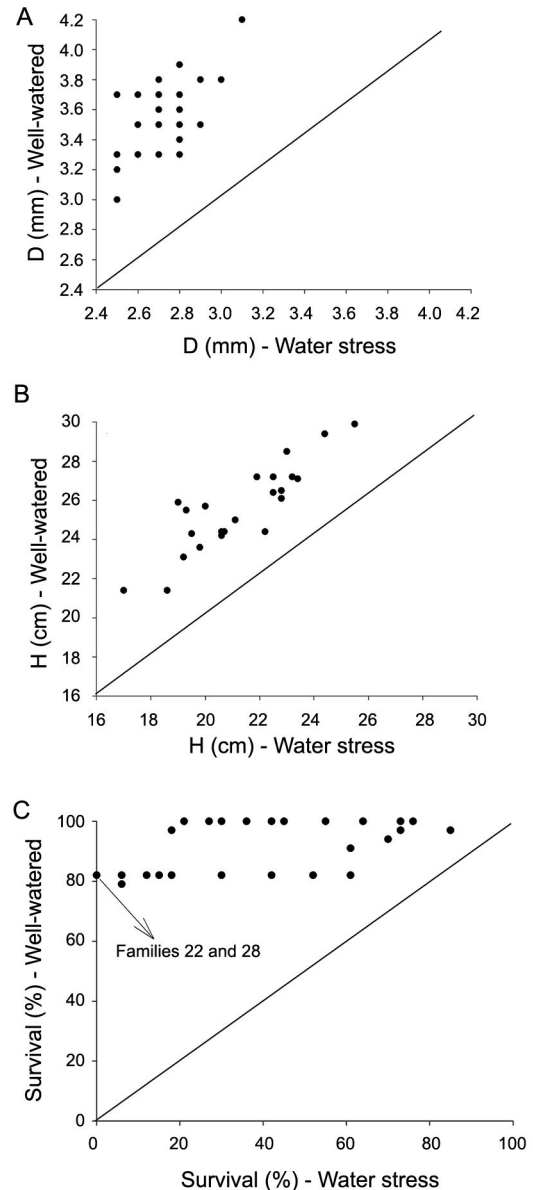 A
4.2
4.0
3.8
3.6
3.4
3.2
3.0
2.8
2.6
2.4
D (mm) - Well-watered
2.4 2.6 2.8 3.0 3.2 3.4 3.6 3.8 4.0 4.2
D (mm) - Water stress
B
30
28
26
24
22
20
18
16
H (cm) - Well-watered
16 20 22 24 26 28 30
H (cm) - Water stress
C
100
80
60
40
20
0
Survival (%) - Well-watered
Families 22 and 28
0 20 40 60 80 100
Survival (%) - Water stress